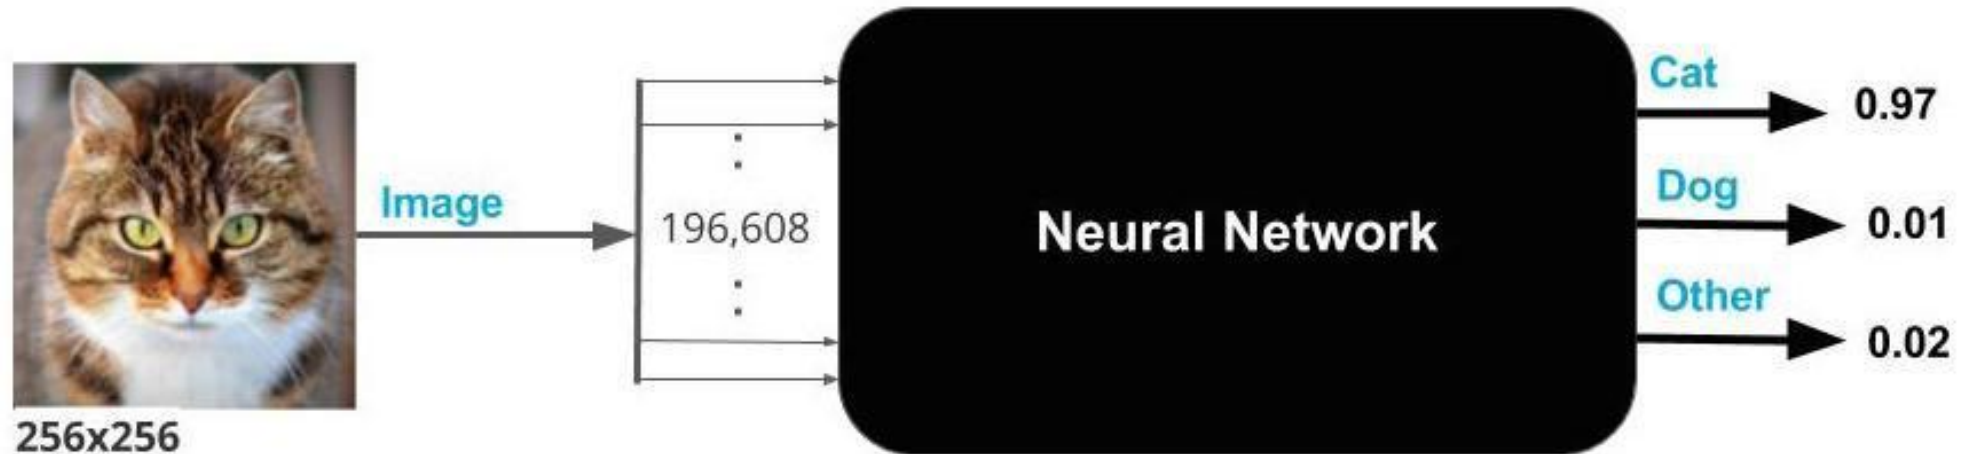 256x256
Image
196,608
Neural Network
Cat
0.97
Dog
0.01
Other
0.02